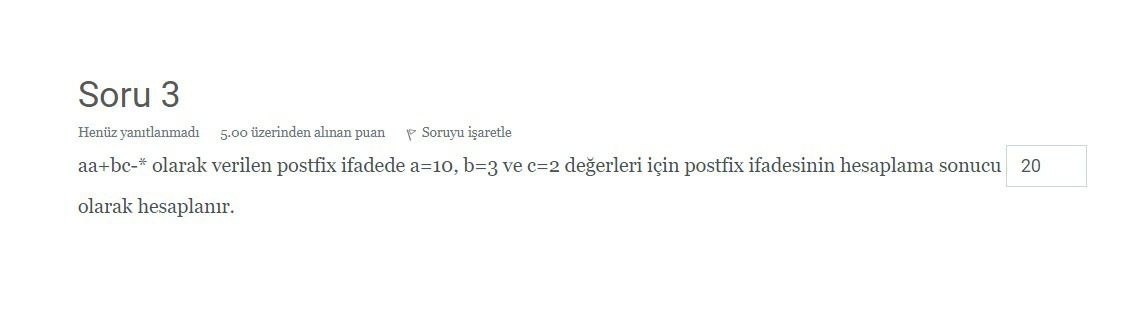 Soru 3
Henüz yanıtlanmadı 5.00 üzerinden alınan puan Soruyu işaretle
aa+bc-* olarak verilen postfix ifadede a=10, b=3 ve c=2 değerleri için postfix ifadesinin hesaplama sonucu 20
olarak hesaplanır.